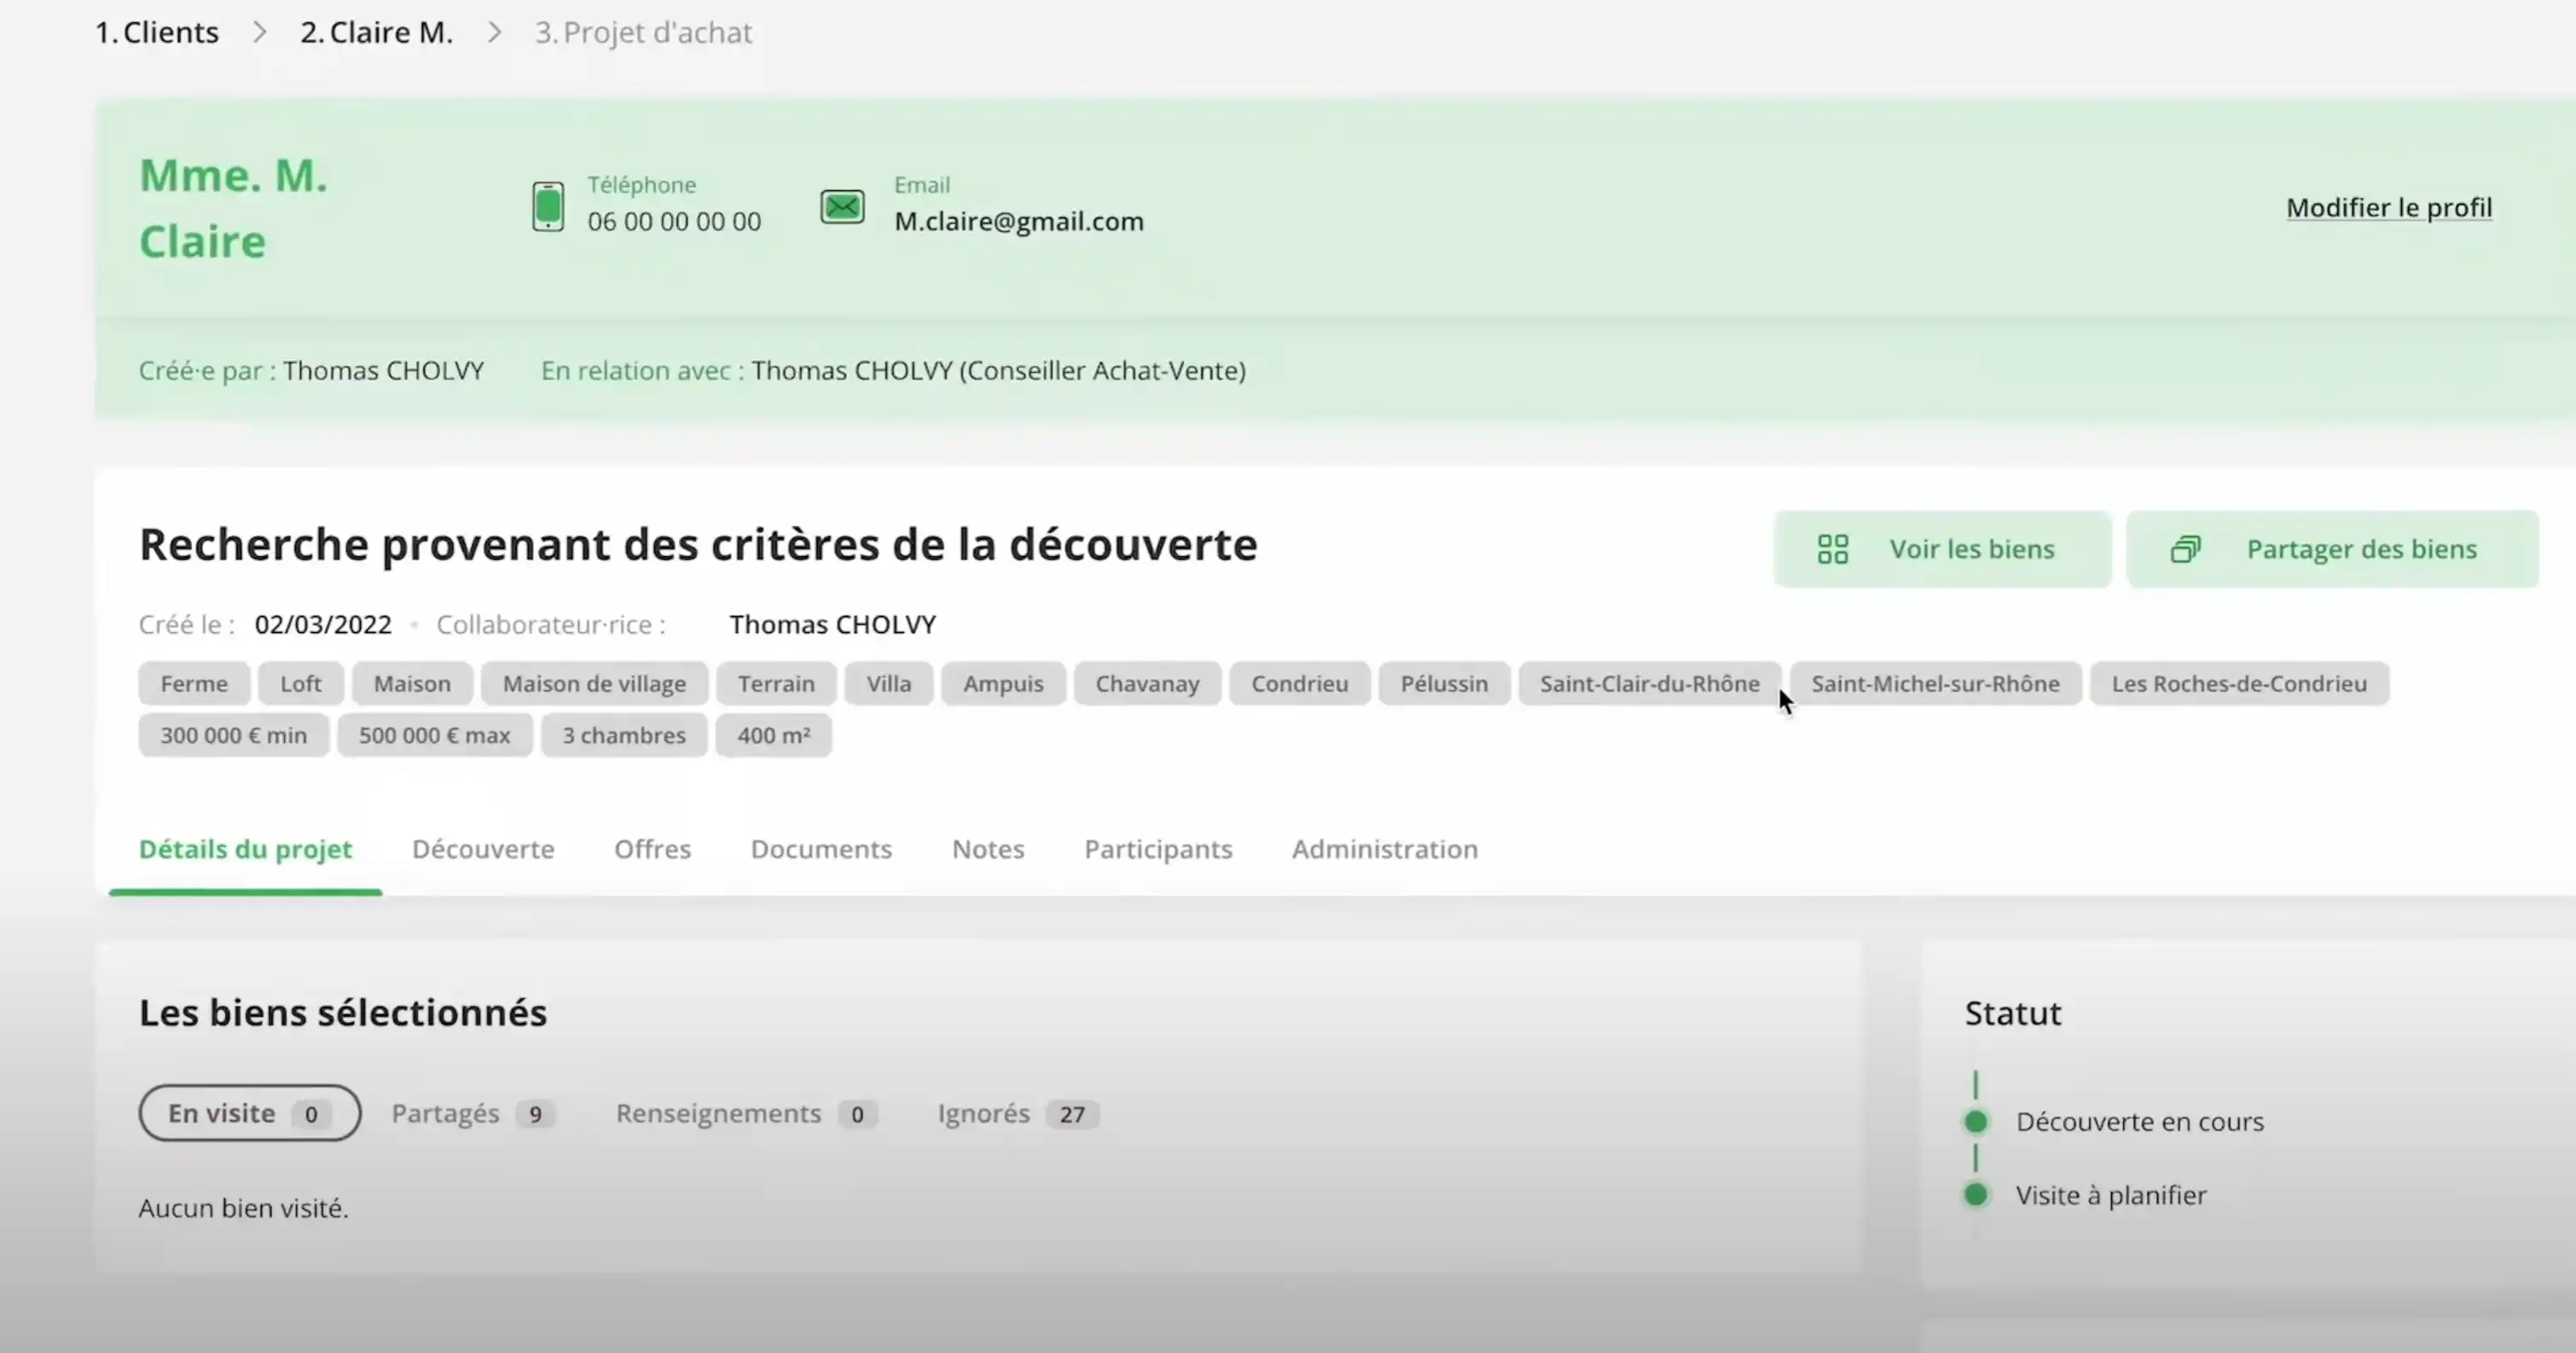 1. Clients > 2. Claire M. > 3. Projet d'achat
Mme. M.
Claire
Téléphone
06 00 00 00 00
Email
M.claire@gmail.com
Modifier le profil
Créé·e par : Thomas CHOLVY En relation avec : Thomas CHOLVY (Conseiller Achat-Vente)
Recherche provenant des critères de la découverte
Voir les biens
Partager des biens
Créé le : 02/03/2022 • Collaborateur·rice : Thomas CHOLVY
Ferme Loft Maison Maison de village Terrain Villa Ampuis Chavanay Condrieu Pélussin Saint-Clair-du-Rhône Saint-Michel-sur-Rhône Les Roches-de-Condrieu
300 000 € min 500 000 € max 3 chambres 400 m²
Détails du projet Découverte Offres Documents Notes Participants Administration
Les biens sélectionnés
En visite 0 Partagés 9 Renseignements 0 Ignorés 27
Aucun bien visité.
Statut
Découverte en cours
Visite à planifier